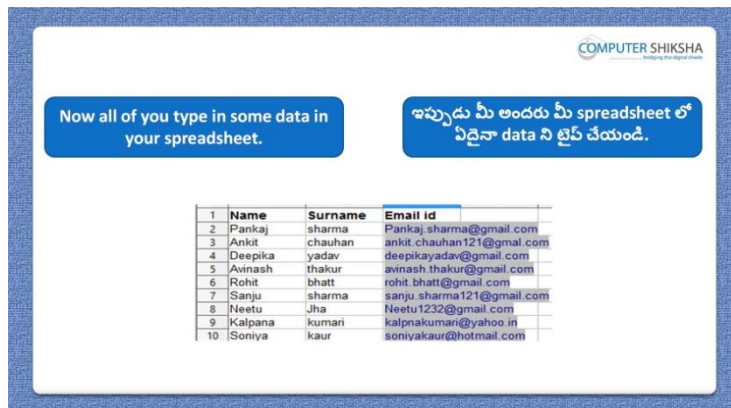 COMPUTER SHIKSHA
bridging the digital divide
Now all of you type in some data in
your spreadsheet.
ఇప్పుడు మీ అందరు మీ spreadsheet లో
ఏదైనా data ని టైప్ చేయండి.
1 Name Surname Email id
2 Pankaj sharma Pankaj.sharma@gmail.com
3 Ankit chauhan ankit.chauhan121@gmal.com
4 Deepika yadav deepikayadav@gmail.com
5 Avinash thakur avinash.thakur@gmail.com
6 Rohit bhatt rohit.bhatt@gmail.com
7 Sanju sharma sanju.sharma121@gmail.com
8 Neetu Jha Neetu1232@gmail.com
9 Kalpana kumari kalpnakumari@yahoo.in
10 Soniya kaur soniyakaur@hotmail.com